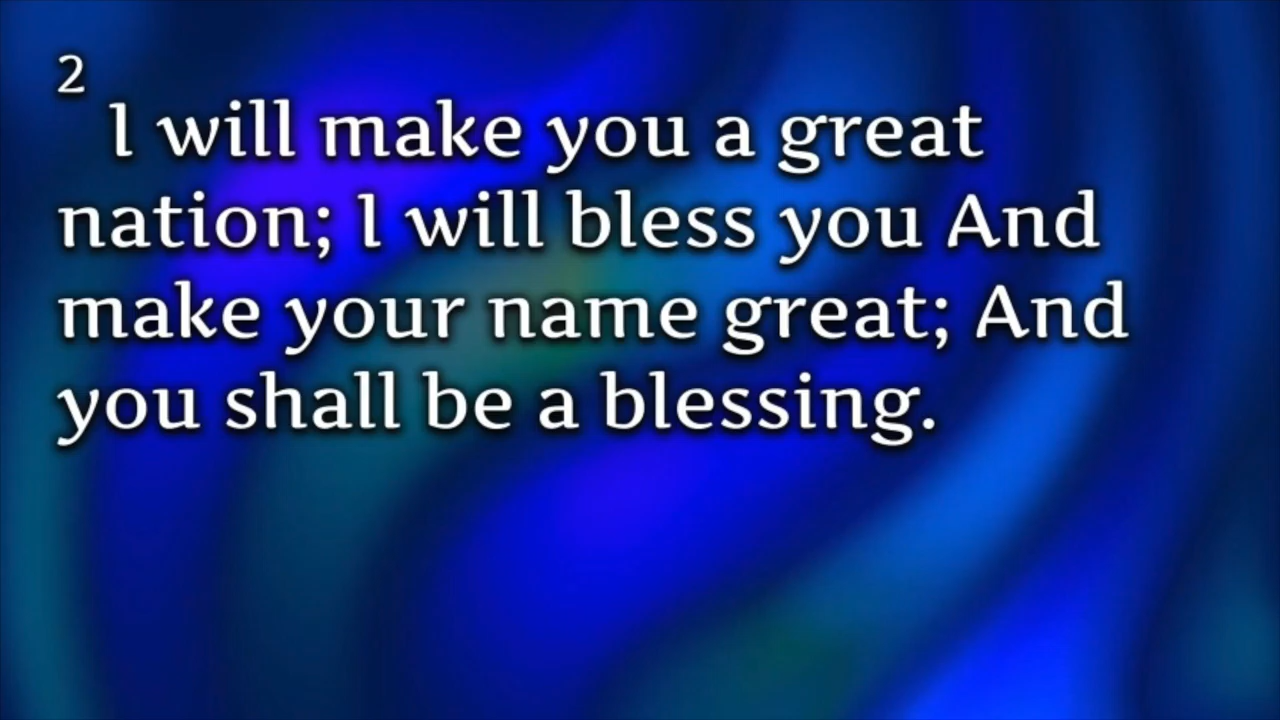 2
I will make you a great
nation; I will bless you And
make your name great; And
you shall be a blessing.